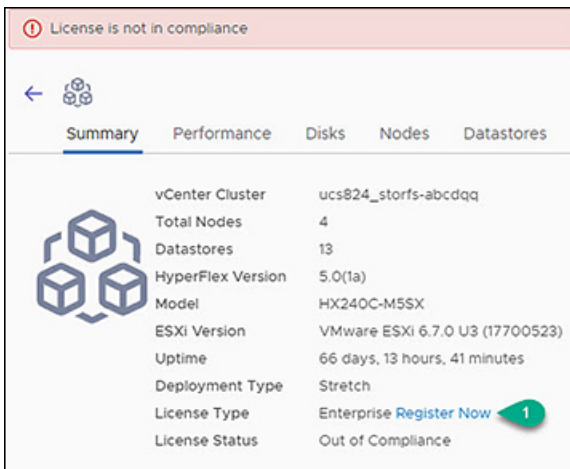 License is not in compliance
Summary Performance Disks Nodes Datastores
vCenter Cluster ucs824_storfs-abcdqq
Total Nodes 4
Datastores 13
HyperFlex Version 5.0(1a)
Model HX240C-M5SX
ESXi Version VMware ESXi 6.7.0 U3 (17700523)
Uptime 66 days, 13 hours, 41 minutes
Deployment Type Stretch
License Type Enterprise Register Now 1
License Status Out of Compliance